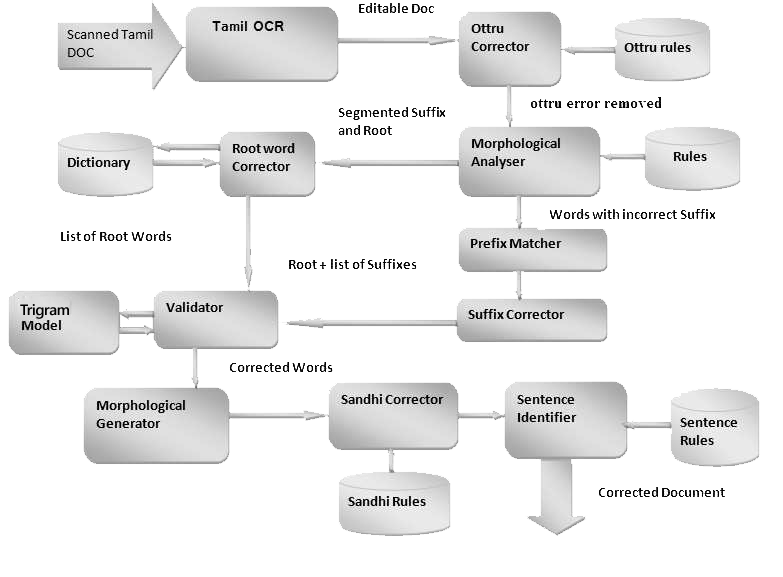 Scanned Tamil
DOC
Tamil OCR
Editable Doc
Ottru
Corrector
Ottru rules
ottru error removed
Segmented Suffix
and Root
Dictionary
Root word
Corrector
Morphological
Analyser
Rules
Words with incorrect Suffix
List of Root Words
Prefix Matcher
Root + list of Suffixes
Trigram
Model
Validator
Suffix Corrector
Corrected Words
Morphological
Generator
Sandhi Corrector
Sentence
Identifier
Sentence
Rules
Sandhi Rules
Corrected Document